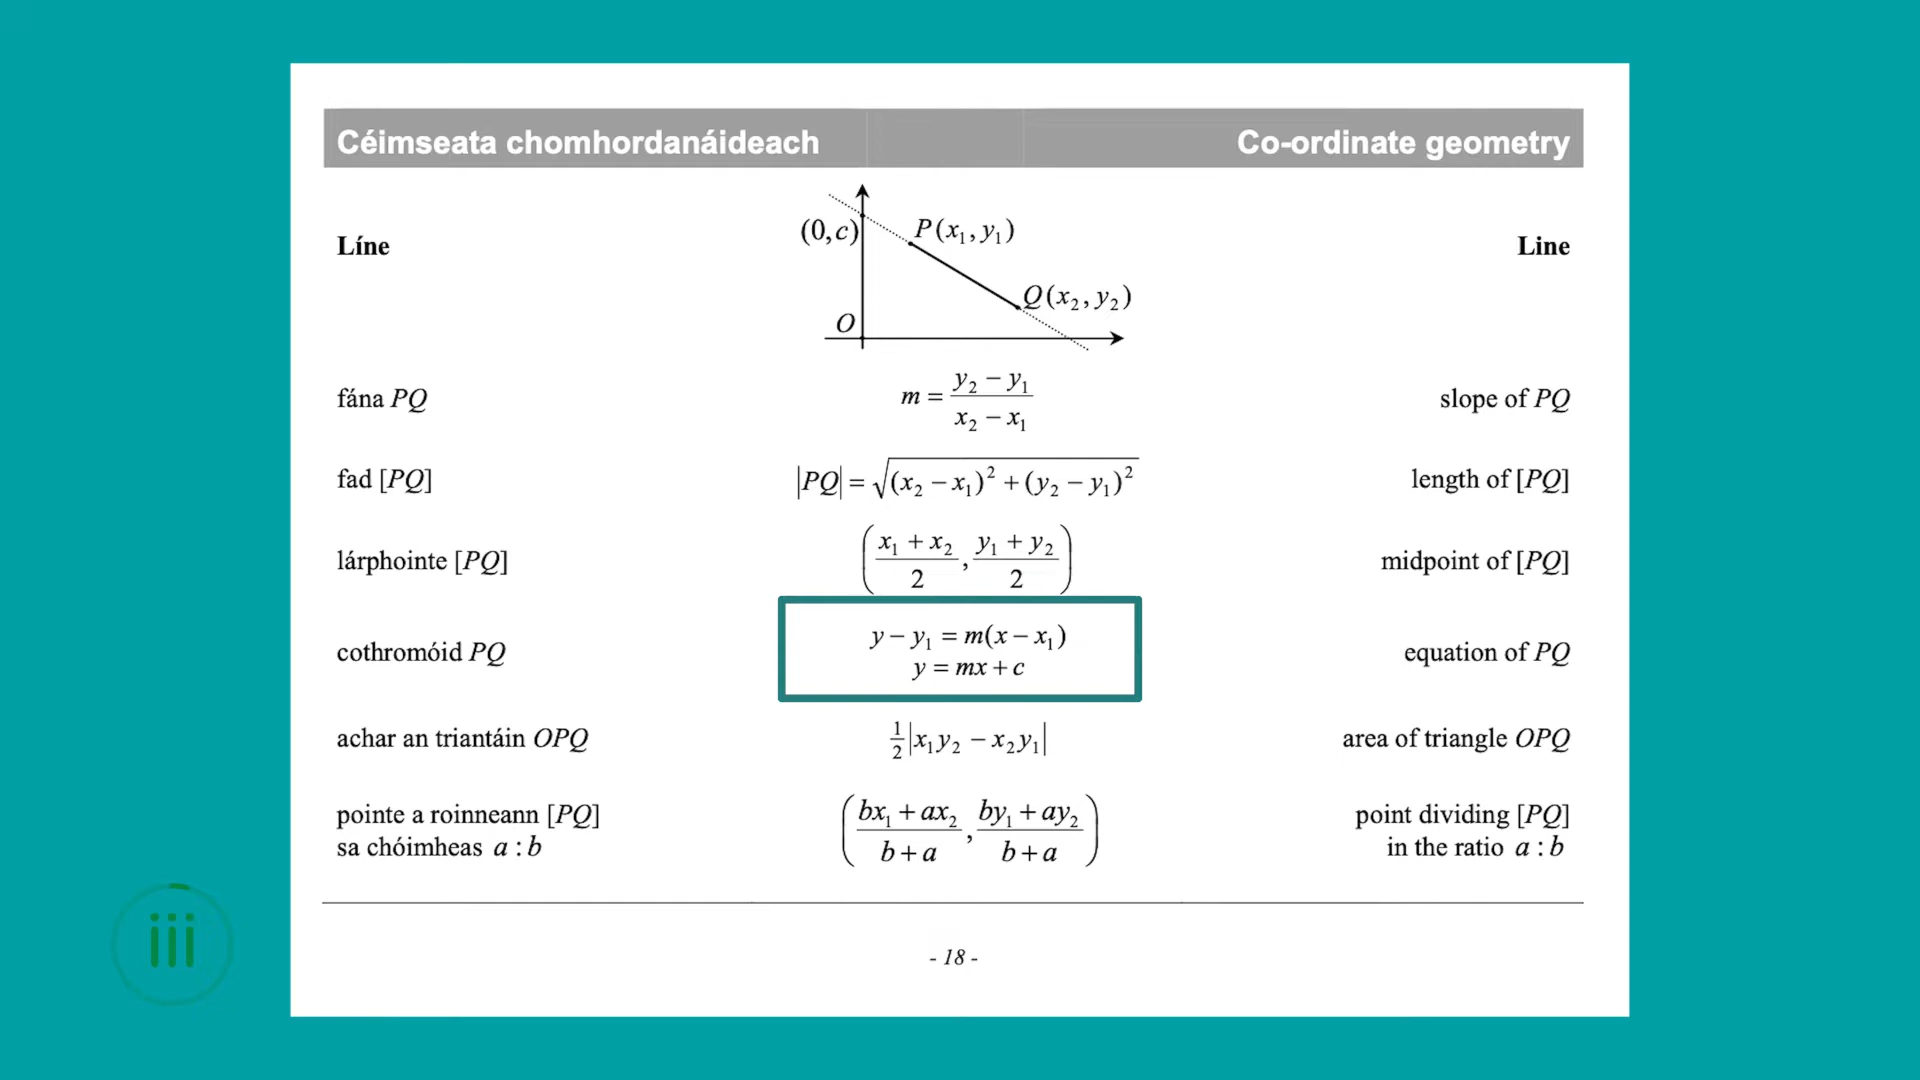 Céimseata chomhordanáideach Co-ordinate geometry
Líne Line
(0, c)
P(x₁, y₁)
Q(x₂, y₂)
O
fána PQ m = (y₂ − y₁)/(x₂ − x₁) slope of PQ
fad [PQ] |PQ| = √((x₂ − x₁)² + (y₂ − y₁)²) length of [PQ]
lárphointe [PQ] ((x₁ + x₂)/2, (y₁ + y₂)/2) midpoint of [PQ]
y − y₁ = m(x − x₁)
cothromóid PQ equation of PQ
y = mx + c
achar an triantáin OPQ ½|x₁y₂ − x₂y₁| area of triangle OPQ
pointe a roinneann [PQ] ((bx₁ + ax₂)/(b + a), (by₁ + ay₂)/(b + a)) point dividing [PQ]
sa chóimheas a : b in the ratio a : b
iii
- 18 -